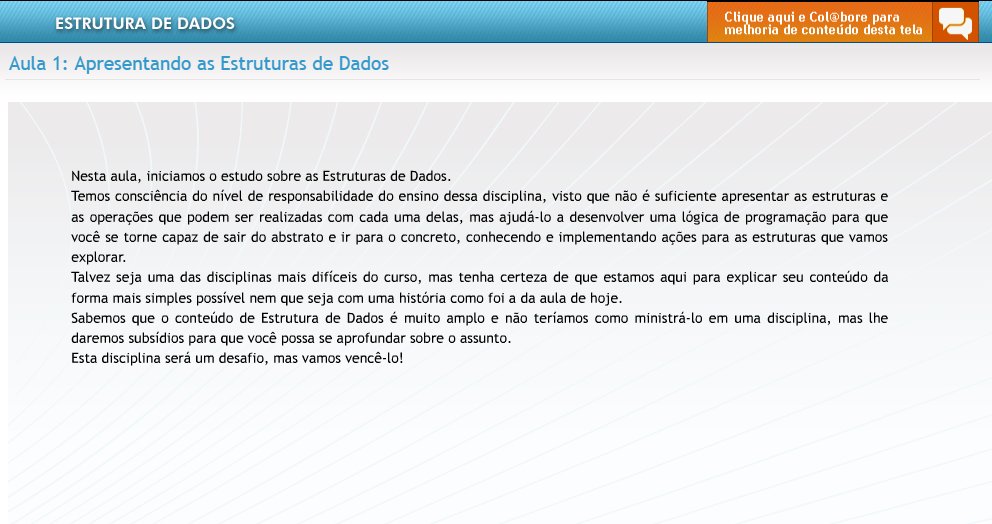 ESTRUTURA DE DADOS
Clique aqui e Col@bore para
melhoria de conteúdo desta tela
Aula 1: Apresentando as Estruturas de Dados
Nesta aula, iniciamos o estudo sobre as Estruturas de Dados.
Temos consciência do nível de responsabilidade do ensino dessa disciplina, visto que não é suficiente apresentar as estruturas e
as operações que podem ser realizadas com cada uma delas, mas ajudá-lo a desenvolver uma lógica de programação para que
você se torne capaz de sair do abstrato e ir para o concreto, conhecendo e implementando ações para as estruturas que vamos
explorar.
Talvez seja uma das disciplinas mais difíceis do curso, mas tenha certeza de que estamos aqui para explicar seu conteúdo da
forma mais simples possível nem que seja com uma história como foi a da aula de hoje.
Sabemos que o conteúdo de Estrutura de Dados é muito amplo e não teríamos como ministrá-lo em uma disciplina, mas lhe
daremos subsídios para que você possa se aprofundar sobre o assunto.
Esta disciplina será um desafio, mas vamos vencê-lo!